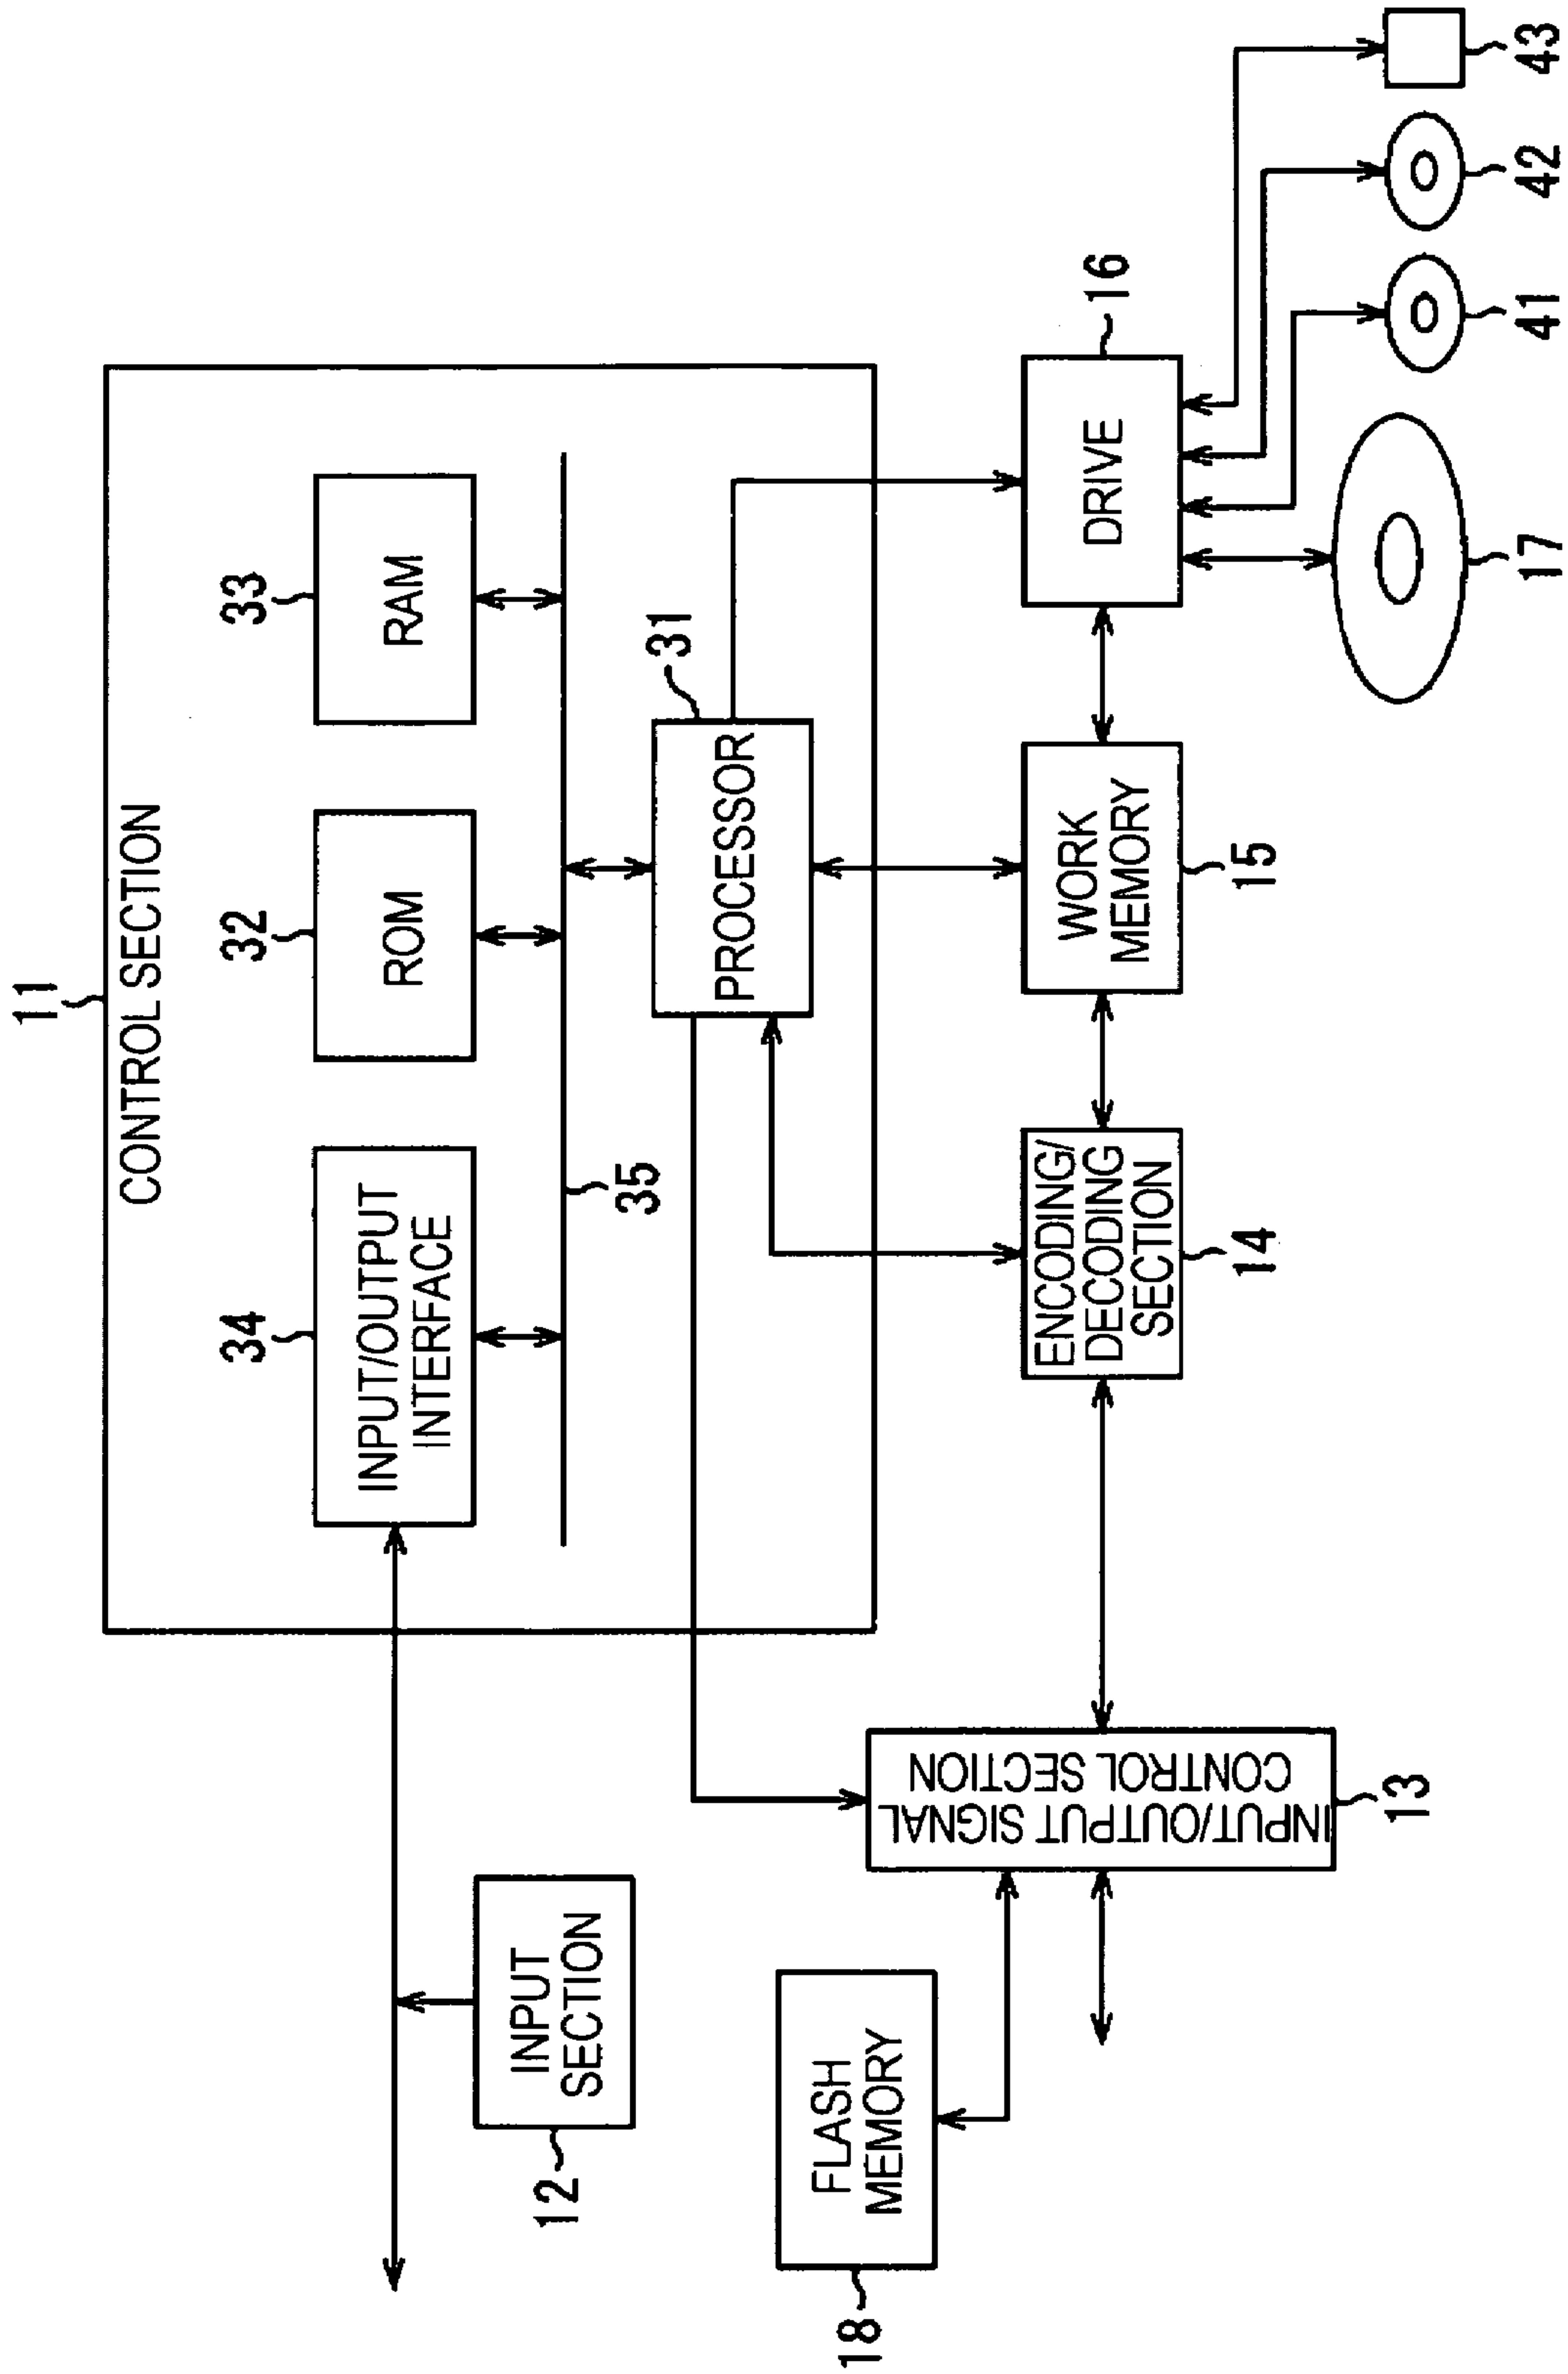 11
CONTROL SECTION
34
INPUT/OUTPUT
INTERFACE
32
ROM
33
RAM
35
31
PROCESSOR
12
INPUT
SECTION
18
FLASH
MEMORY
INPUT/OUTPUT SIGNAL
CONTROL SECTION
13
ENCODING/
DECODING
SECTION
14
WORK
MEMORY
15
DRIVE
16
17
41
42
43